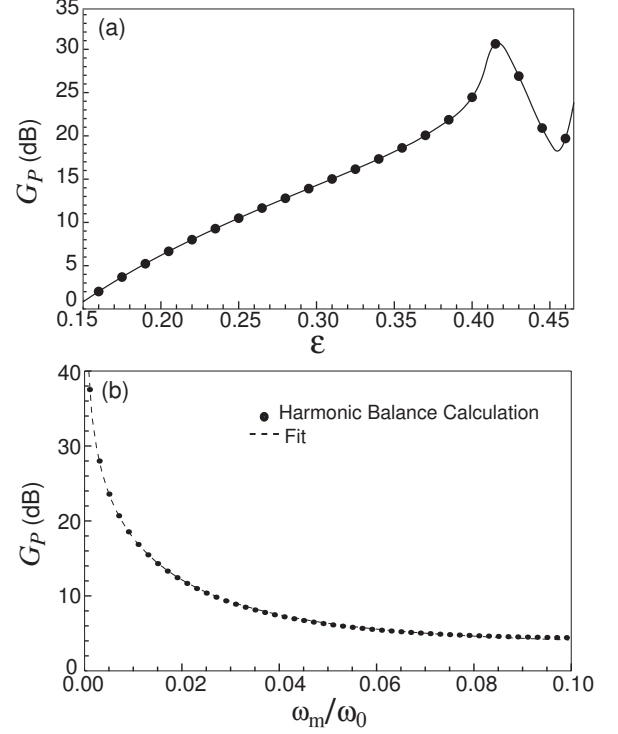 35
(a)
30
25
20
15
10
5
0
G_P (dB)
0.15 0.20 0.25 0.30 0.35 0.40 0.45
ε
40
(b)
30
20
10
0
G_P (dB)
Harmonic Balance Calculation
Fit
0.00 0.02 0.04 0.06 0.08 0.10
ω_m/ω_0